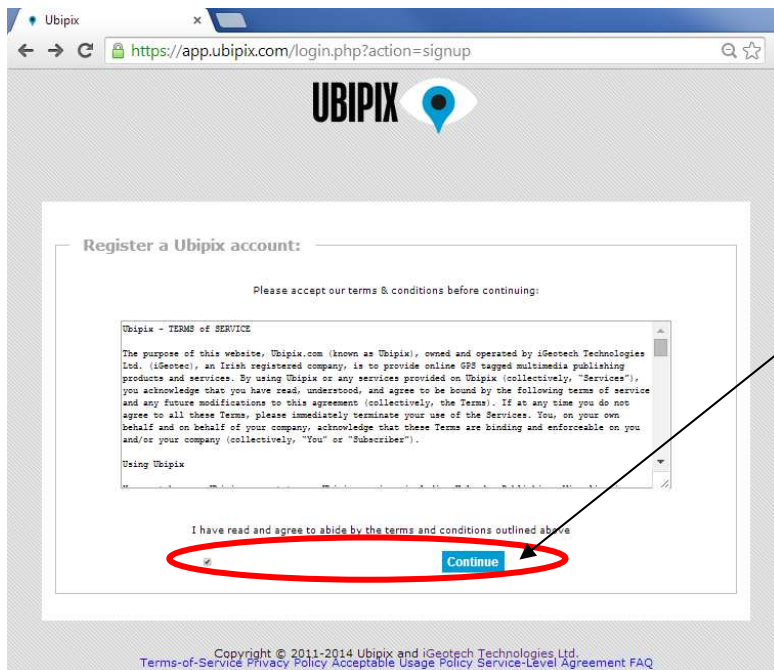 Ubipix
https://app.ubipix.com/login.php?action=signup
UBIPIX
Register a Ubipix account:
Please accept our terms & conditions before continuing:
Ubipix - TERMS of SERVICE
The purpose of this website, Ubipix.com (known as Ubipix), owned and operated by iGeotech Technologies
Ltd. (iGeotec), an Irish registered company, is to provide online GPS tagged multimedia publishing
products and services. By using Ubipix or any services provided on Ubipix (collectively, "Services"),
you acknowledge that you have read, understood, and agree to be bound by the following terms of service
and any future modifications to this agreement (collectively, the Terms). If at any time you do not
agree to all these Terms, please immediately terminate your use of the Services. You, on your own
behalf and on behalf of your company, acknowledge that these Terms are binding and enforceable on you
and/or your company (collectively, "You" or "Subscriber").
Using Ubipix
I have read and agree to abide by the terms and conditions outlined above
Continue
Copyright © 2011-2014 Ubipix and iGeotech Technologies Ltd.
Terms-of-Service Privacy Policy Acceptable Usage Policy Service-Level Agreement FAQ